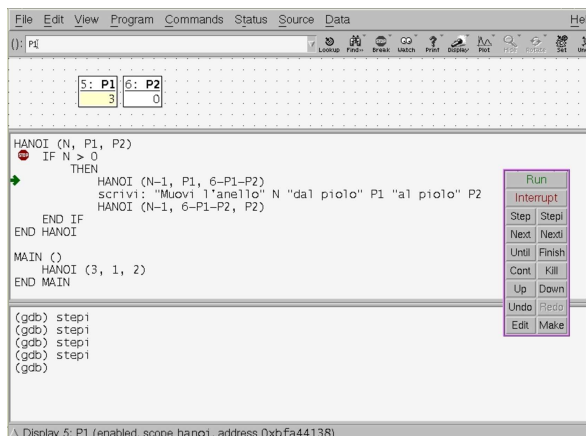 File Edit View Program Commands Status Source Data He
(): P1
Lookup Find» Break Watch Print Display Plot Hide Rotate Set Un
5: P1 6: P2
3 0
HANOI (N, P1, P2)
STOP IF N > 0
THEN
HANOI (N-1, P1, 6-P1-P2)
scrivi: "Muovi l'anello" N "dal piolo" P1 "al piolo" P2
HANOI (N-1, 6-P1-P2, P2)
END IF
END HANOI
MAIN ()
HANOI (3, 1, 2)
END MAIN
Run
Interrupt
Step Stepi
Next Nexti
Until Finish
Cont Kill
Up Down
Undo Redo
Edit Make
(gdb) stepi
(gdb) stepi
(gdb) stepi
(gdb) stepi
(gdb)
Display 5: P1 (enabled, scope hanoi, address 0xbfa44138)